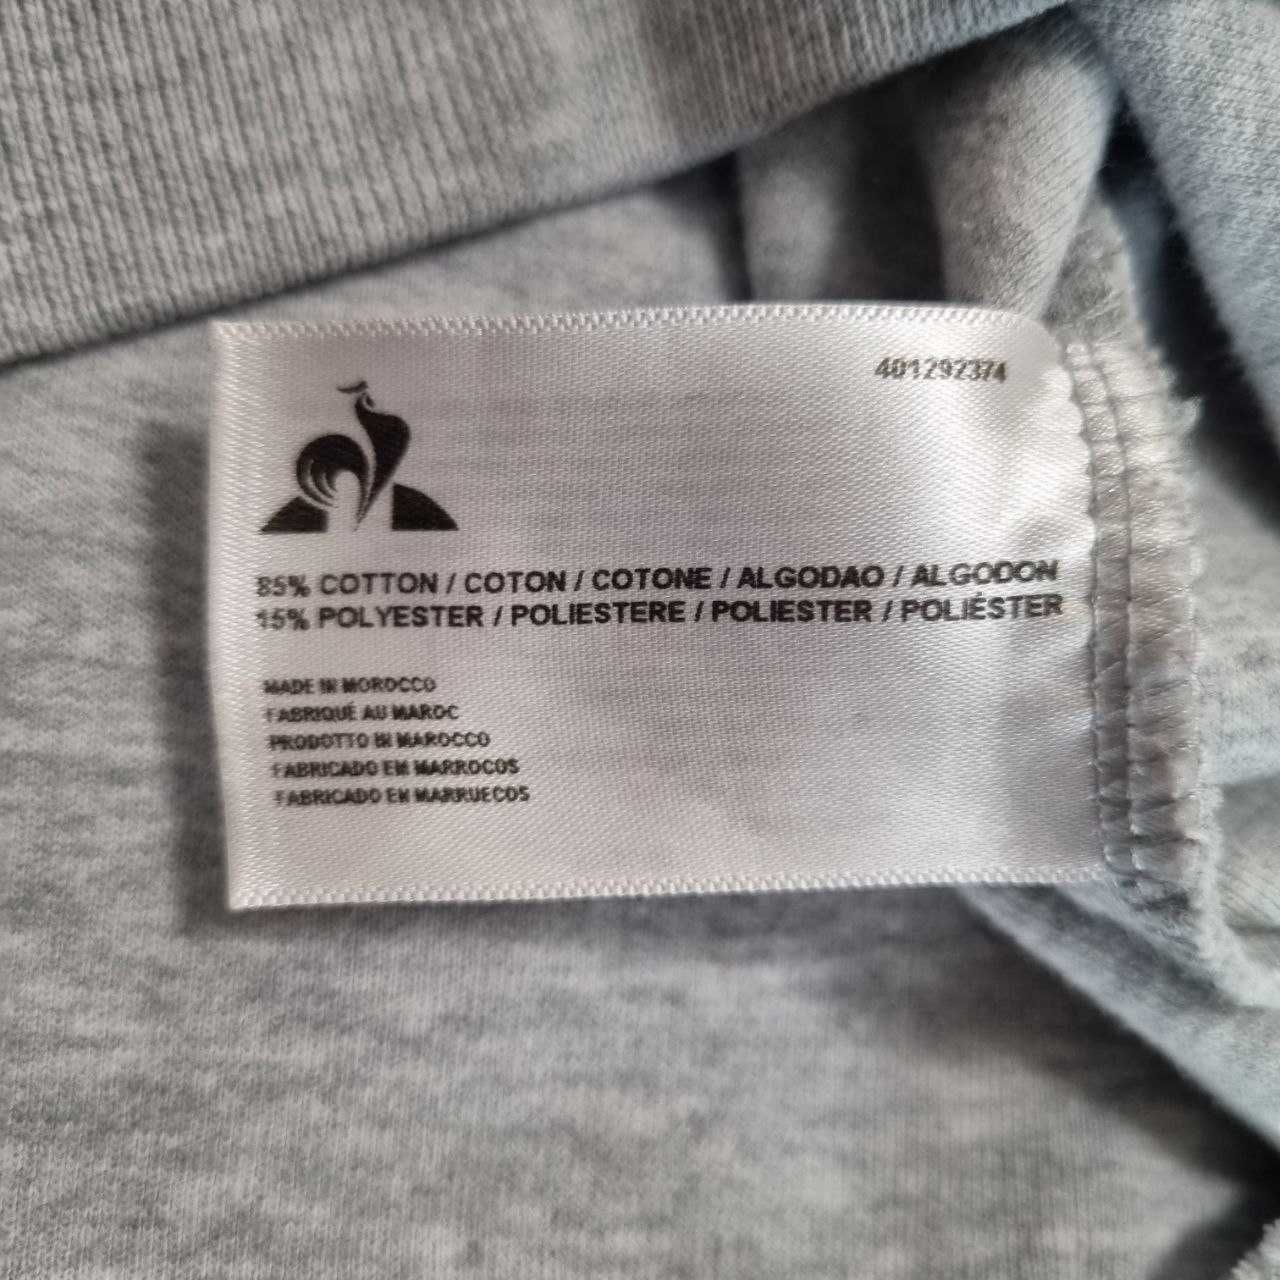 401292374
85% COTTON / COTON / COTONE / ALGODAO / ALGODON
15% POLYESTER / POLIESTERE / POLIESTER / POLIÉSTER
MADE IN MOROCCO
FABRIQUÉ AU MAROC
PRODOTTO IN MAROCCO
FABRICADO EM MARROCOS
FABRICADO EN MARRUECOS